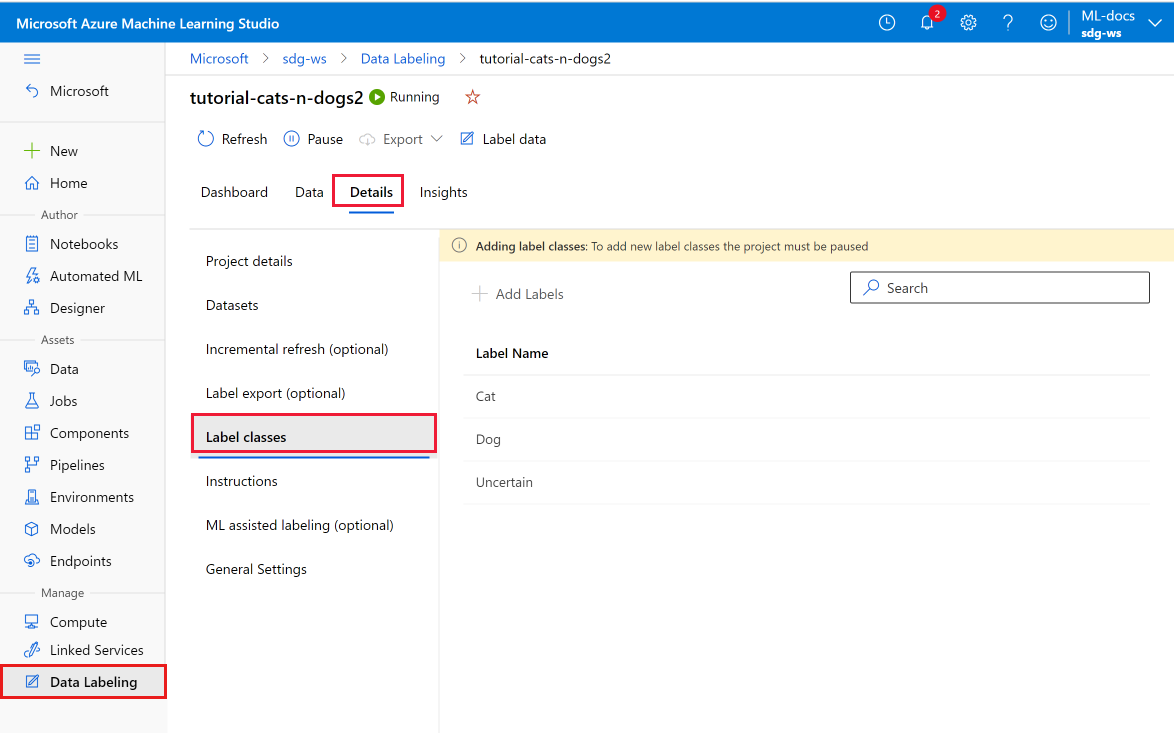 Microsoft Azure Machine Learning Studio
2
ML-docs
sdg-ws
Microsoft > sdg-ws > Data Labeling > tutorial-cats-n-dogs2
Microsoft
New
Home
Author
Notebooks
Automated ML
Designer
Assets
Data
Jobs
Components
Pipelines
Environments
Models
Endpoints
Manage
Compute
Linked Services
Data Labeling
tutorial-cats-n-dogs2 Running
Refresh Pause Export Label data
Dashboard Data Details Insights
Project details
Datasets
Incremental refresh (optional)
Label export (optional)
Label classes
Instructions
ML assisted labeling (optional)
General Settings
Adding label classes: To add new label classes the project must be paused
Add Labels
Search
Label Name
Cat
Dog
Uncertain